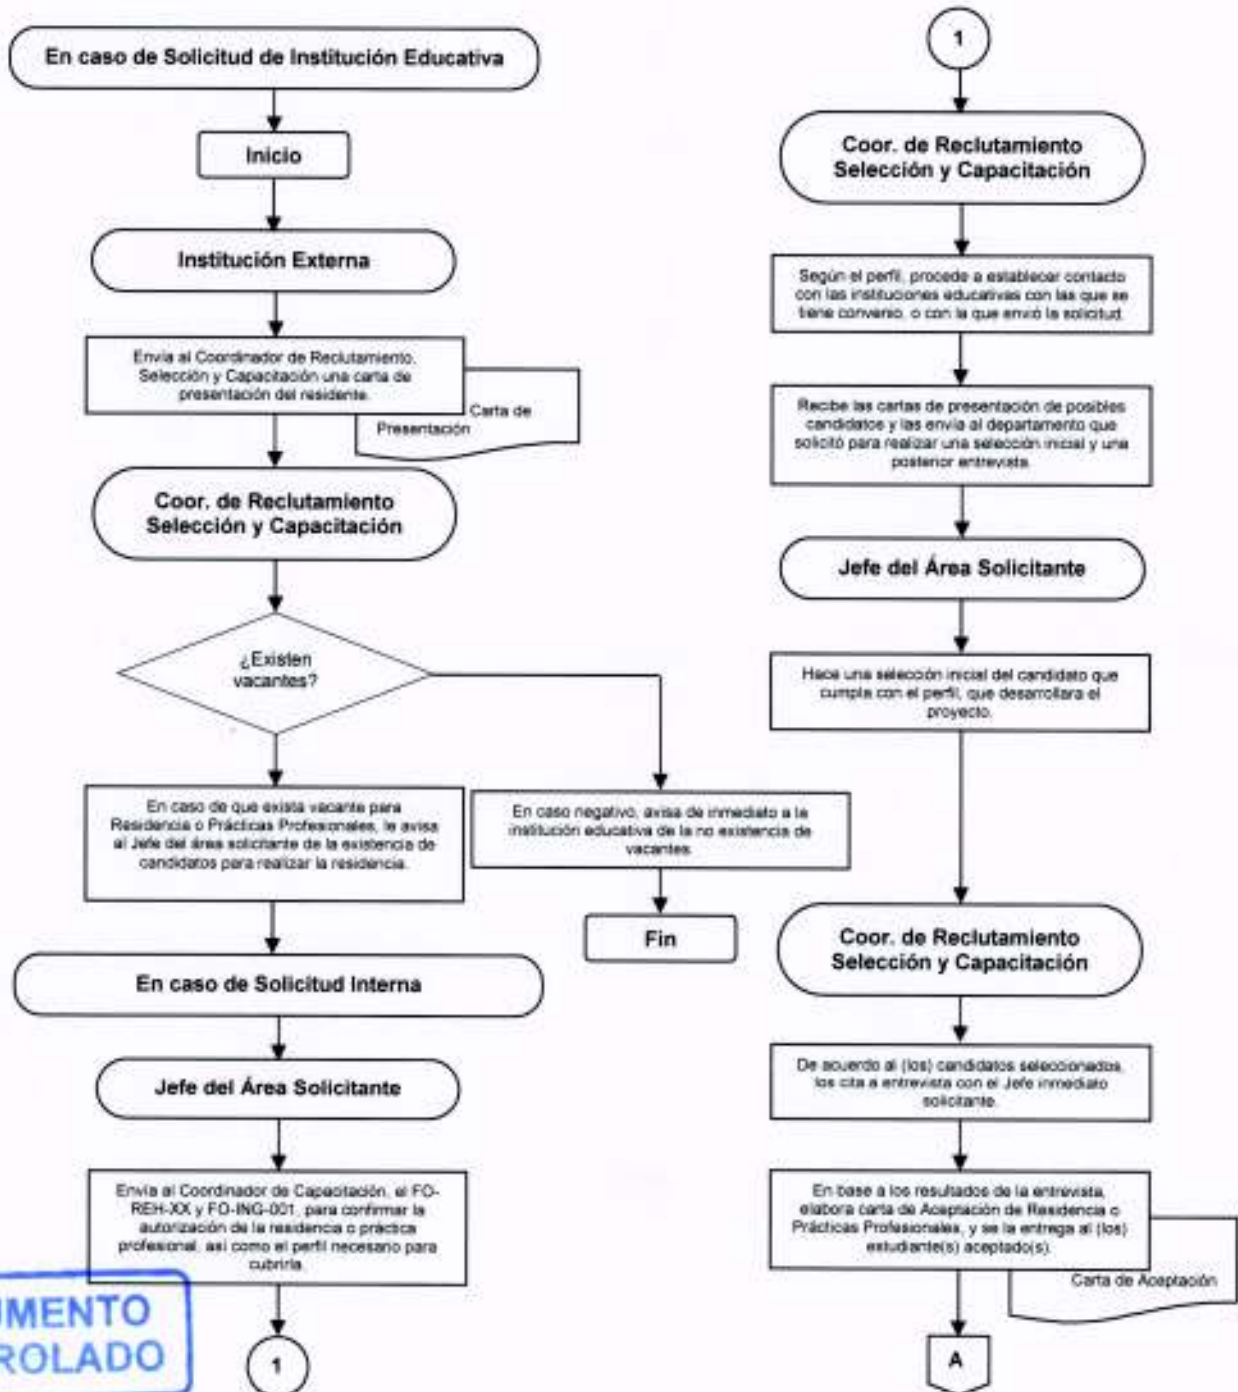 En caso de Solicitud de Institución Educativa
Inicio
Institución Externa
Envía al Coordinador de Reclutamiento,
Selección y Capacitación una carta de
presentación del residente.
Carta de
Presentación
Coor. de Reclutamiento
Selección y Capacitación
¿Existen
vacantes?
En caso de que exista vacante para
Residencia o Prácticas Profesionales, le avisa
al Jefe del área solicitante de la existencia de
candidatos para realizar la residencia.
En caso negativo, avisa de inmediato a la
institución educativa de la no existencia de
vacantes.
Fin
En caso de Solicitud Interna
Jefe del Área Solicitante
Envía al Coordinador de Capacitación, el FO-
REH-XX y FO-ING-001, para confirmar la
autorización de la residencia o práctica
profesional, así como el perfil necesario para
cubrirla.
UMENTO
ROLADO
1
1
Coor. de Reclutamiento
Selección y Capacitación
Según el perfil, procede a establecer contacto
con las instituciones educativas con las que se
tiene convenio, o con la que envió la solicitud.
Recibe las cartas de presentación de posibles
candidatos y las envía al departamento que
solicitó para realizar una selección inicial y una
posterior entrevista.
Jefe del Área Solicitante
Hace una selección inicial del candidato que
cumpla con el perfil, que desarrollara el
proyecto.
Coor. de Reclutamiento
Selección y Capacitación
De acuerdo al (los) candidatos seleccionados,
los cita a entrevista con el Jefe inmediato
solicitante.
En base a los resultados de la entrevista,
elabora carta de Aceptación de Residencia o
Prácticas Profesionales, y se la entrega al (los)
estudiante(s) aceptado(s).
Carta de Aceptación
A